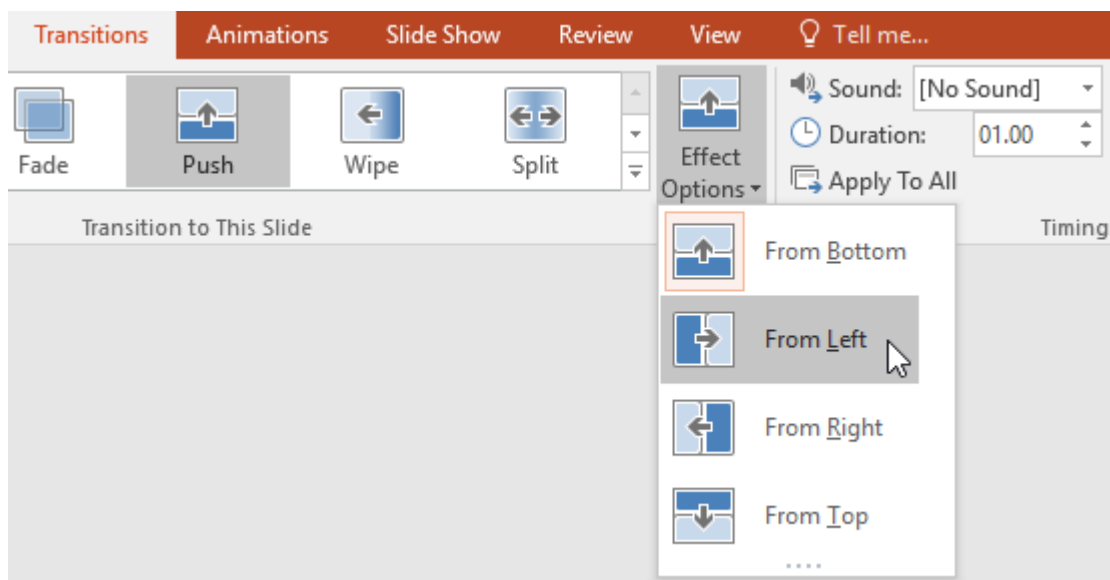 Transitions Animations Slide Show Review View Tell me...
Sound: [No Sound]
Duration: 01.00
Fade Push Wipe Split
Effect
Options
Apply To All
Transition to This Slide
Timing
From Bottom
From Left
From Right
From Top